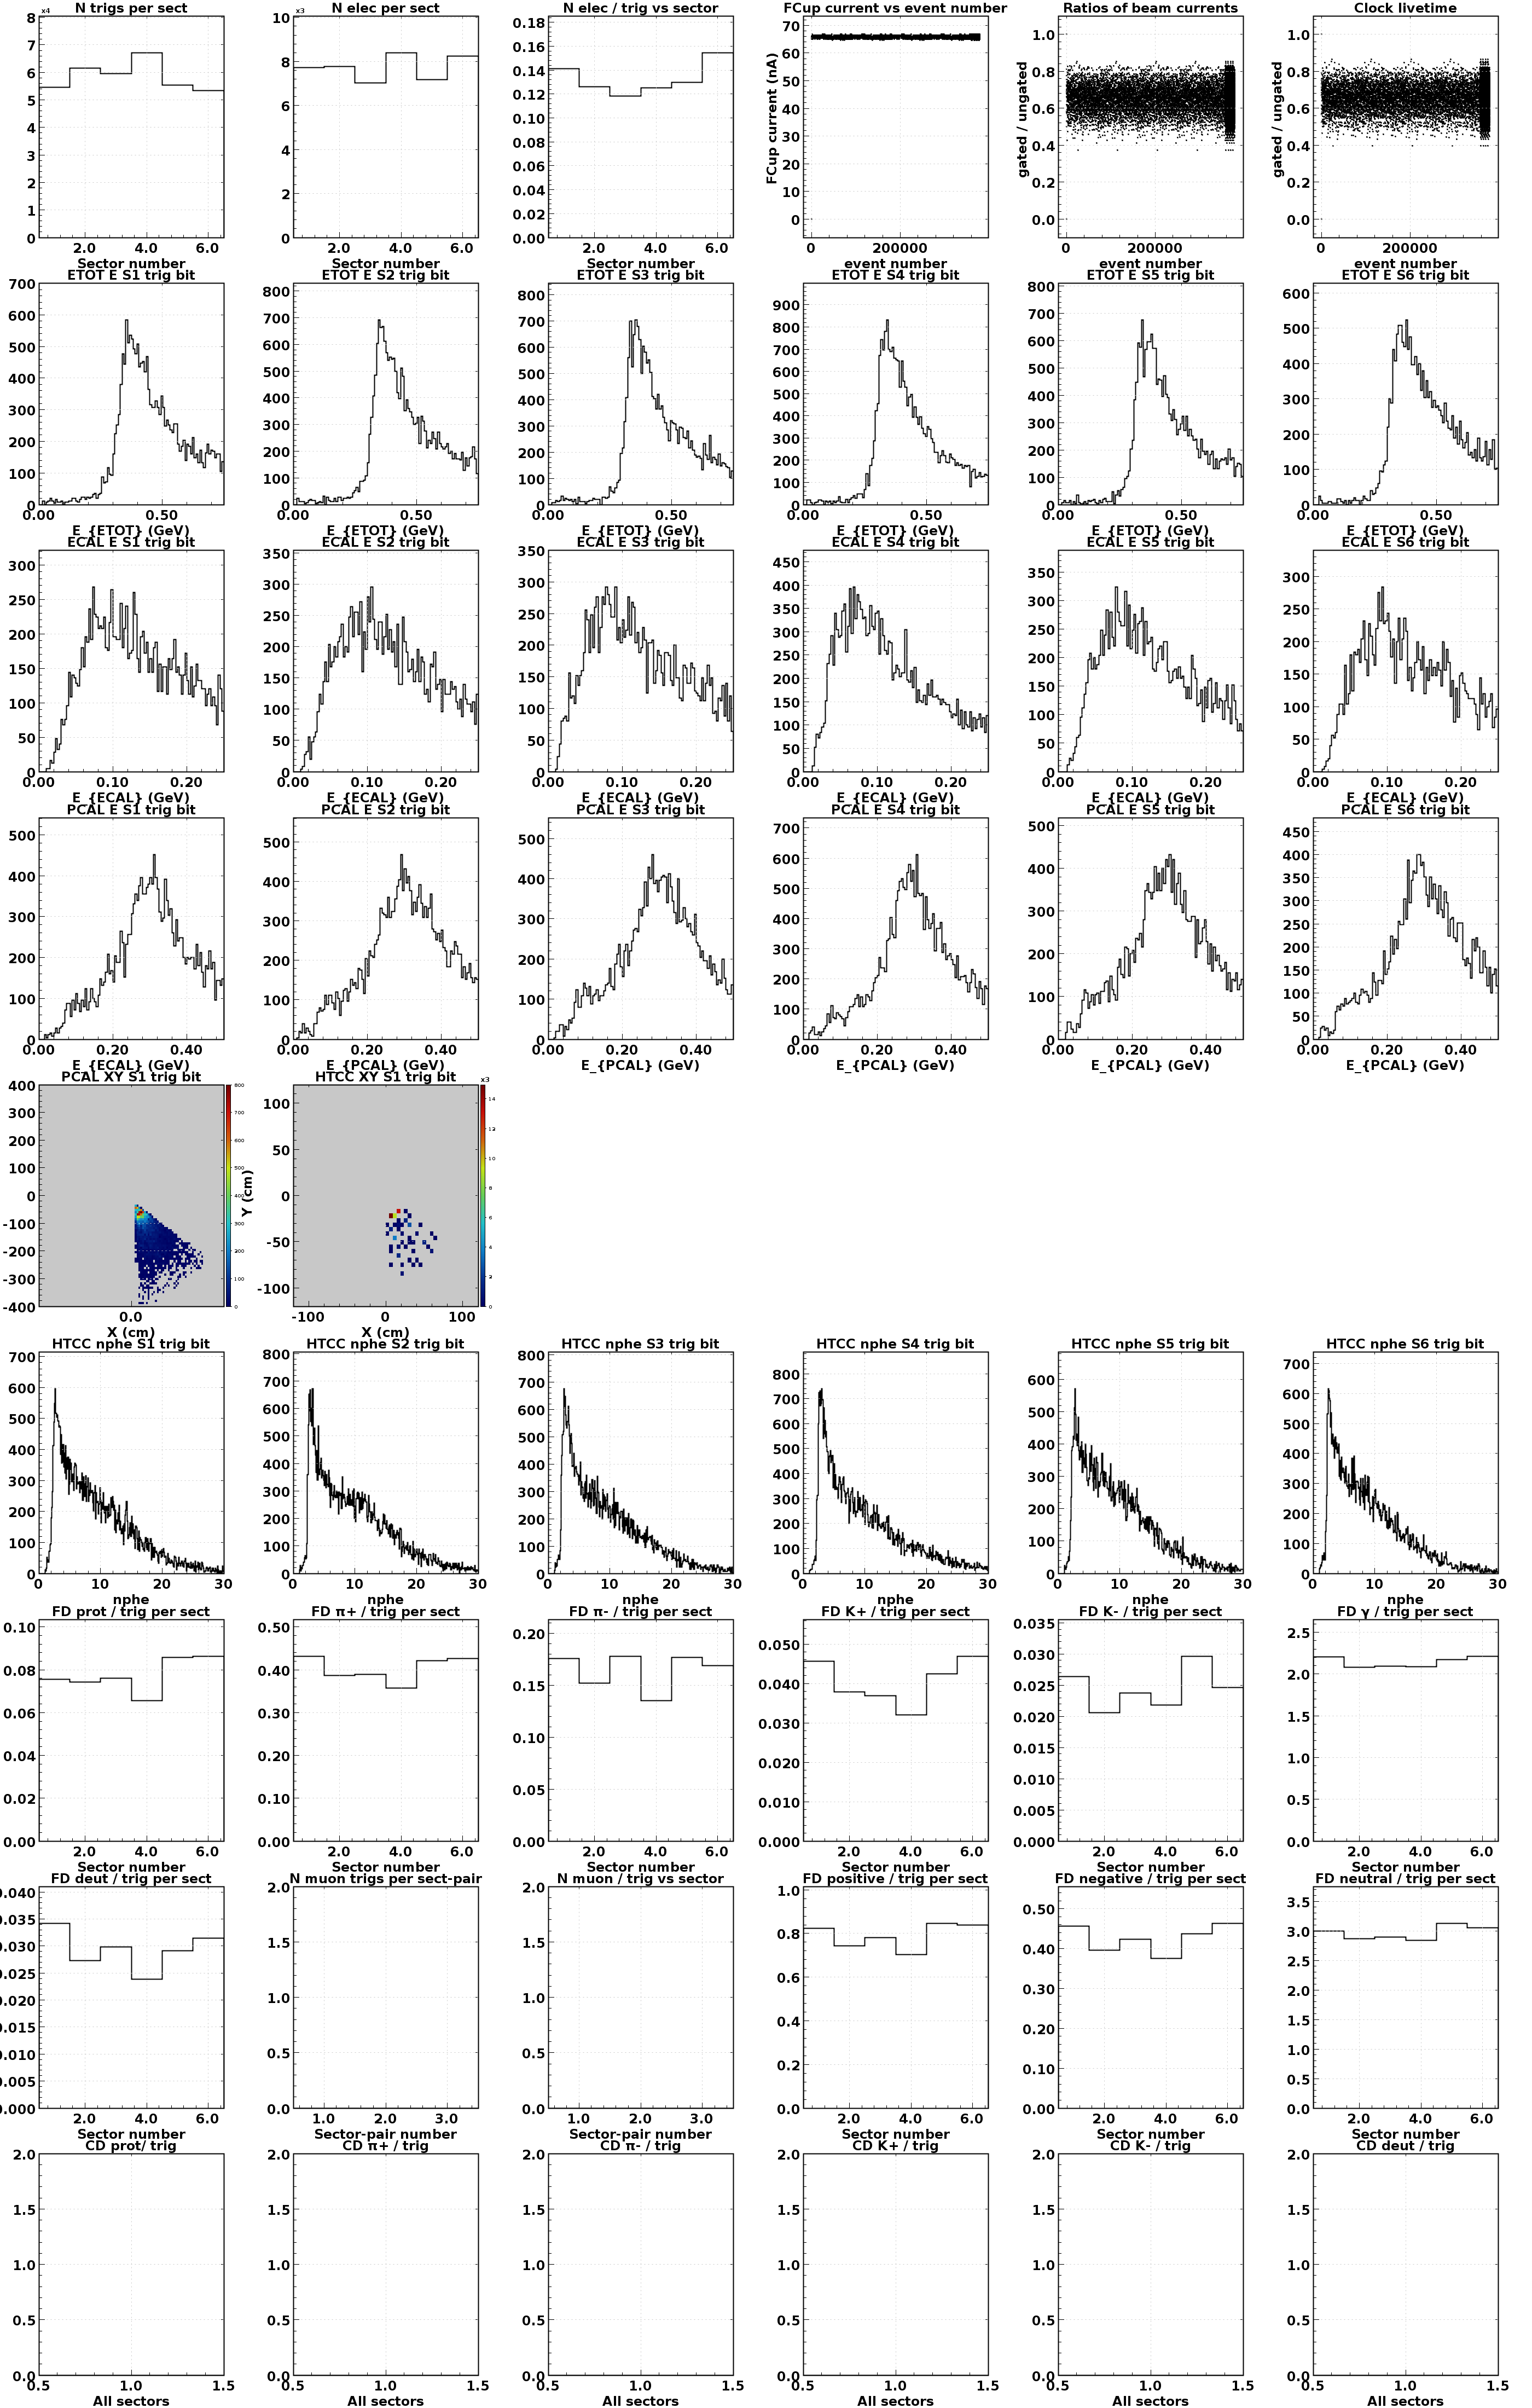 N trigs per sect
N elec per sect
N elec / trig vs sector
FCup current vs event number
Ratios of beam currents
Clock livetime
FCup current (nA)
gated / ungated
gated / ungated
Sector number
Sector number
Sector number
event number
event number
event number
ETOT E S1 trig bit
ETOT E S2 trig bit
ETOT E S3 trig bit
ETOT E S4 trig bit
ETOT E S5 trig bit
ETOT E S6 trig bit
E_{ETOT} (GeV)
E_{ETOT} (GeV)
E_{ETOT} (GeV)
E_{ETOT} (GeV)
E_{ETOT} (GeV)
E_{ETOT} (GeV)
ECAL E S1 trig bit
ECAL E S2 trig bit
ECAL E S3 trig bit
ECAL E S4 trig bit
ECAL E S5 trig bit
ECAL E S6 trig bit
E_{ECAL} (GeV)
E_{ECAL} (GeV)
E_{ECAL} (GeV)
E_{ECAL} (GeV)
E_{ECAL} (GeV)
E_{ECAL} (GeV)
PCAL E S1 trig bit
PCAL E S2 trig bit
PCAL E S3 trig bit
PCAL E S4 trig bit
PCAL E S5 trig bit
PCAL E S6 trig bit
E_{ECAL} (GeV)
E_{PCAL} (GeV)
E_{PCAL} (GeV)
E_{PCAL} (GeV)
E_{PCAL} (GeV)
E_{PCAL} (GeV)
PCAL XY S1 trig bit
HTCC XY S1 trig bit
Y (cm)
X (cm)
X (cm)
HTCC nphe S1 trig bit
HTCC nphe S2 trig bit
HTCC nphe S3 trig bit
HTCC nphe S4 trig bit
HTCC nphe S5 trig bit
HTCC nphe S6 trig bit
nphe
nphe
nphe
nphe
nphe
nphe
FD prot / trig per sect
FD π+ / trig per sect
FD π- / trig per sect
FD K+ / trig per sect
FD K- / trig per sect
FD γ / trig per sect
Sector number
Sector number
Sector number
Sector number
Sector number
Sector number
FD deut / trig per sect
N muon trigs per sect-pair
N muon / trig vs sector
FD positive / trig per sect
FD negative / trig per sect
FD neutral / trig per sect
Sector number
Sector-pair number
Sector-pair number
Sector number
Sector number
Sector number
CD prot/ trig
CD π+ / trig
CD π- / trig
CD K+ / trig
CD K- / trig
CD deut / trig
All sectors
All sectors
All sectors
All sectors
All sectors
All sectors